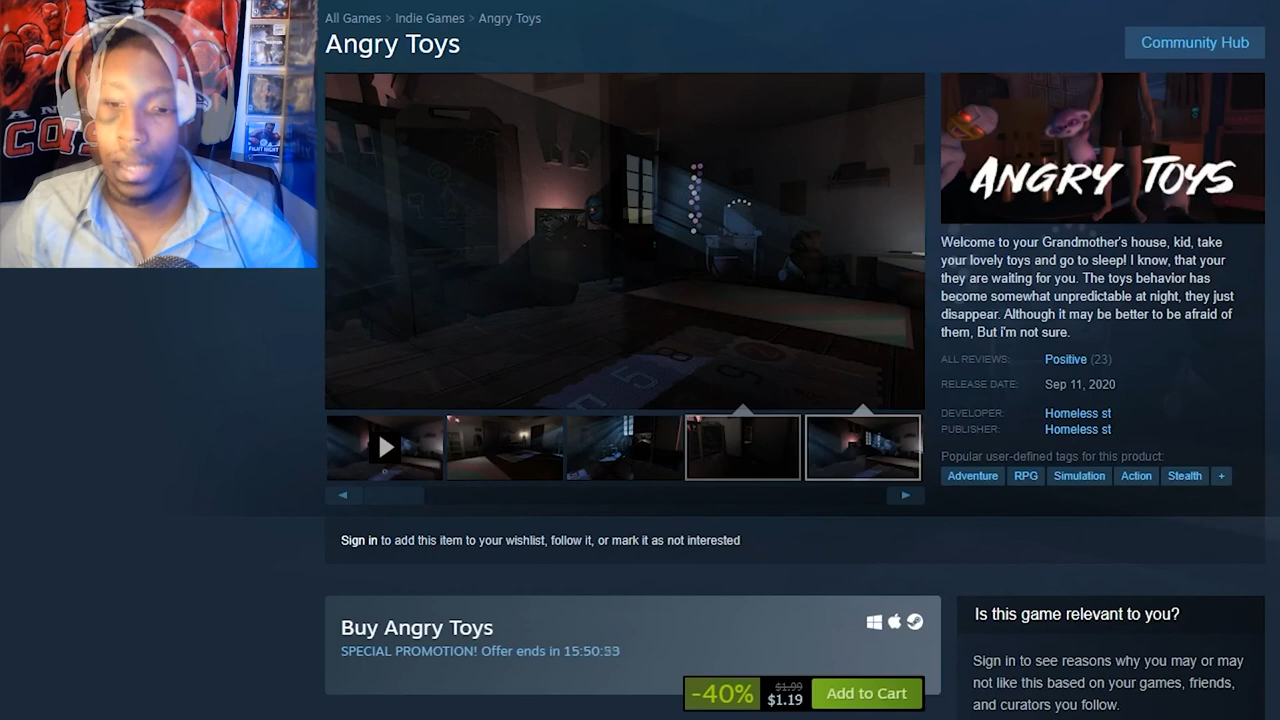 All Games > Indie Games > Angry Toys
Angry Toys
Community Hub
ANGRY TOYS
Welcome to your Grandmother's house, kid, take
your lovely toys and go to sleep! I know, that your
they are waiting for you. The toys behavior has
become somewhat unpredictable at night, they just
disappear. Although it may be better to be afraid of
them, But i'm not sure.
ALL REVIEWS: Positive (23)
RELEASE DATE: Sep 11, 2020
DEVELOPER: Homeless st
PUBLISHER: Homeless st
Popular user-defined tags for this product:
Adventure RPG Simulation Action Stealth +
Sign in to add this item to your wishlist, follow it, or mark it as not interested
Buy Angry Toys
SPECIAL PROMOTION! Offer ends in
-40% $1.99 $1.19 Add to Cart
Is this game relevant to you?
Sign in to see reasons why you may or may
not like this based on your games, friends,
and curators you follow.
FIGHT NIGHT